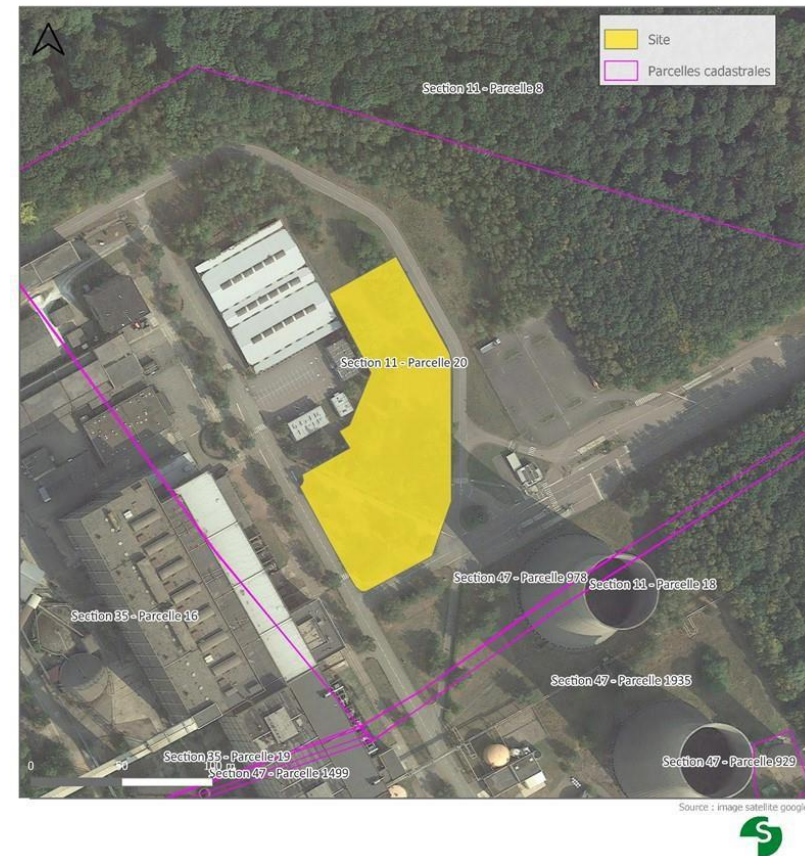 Site
Parcelles cadastrales
Section 11 - Parcelle 8
Section 11 - Parcelle 20
Section 47 - Parcelle 978
Section 11 - Parcelle 18
Section 35 - Parcelle 16
Section 47 - Parcelle 1935
Section 35 - Parcelle 19
Section 47 - Parcelle 929
0 50 100 m
Section 47 - Parcelle 1499
Source : image satellite google